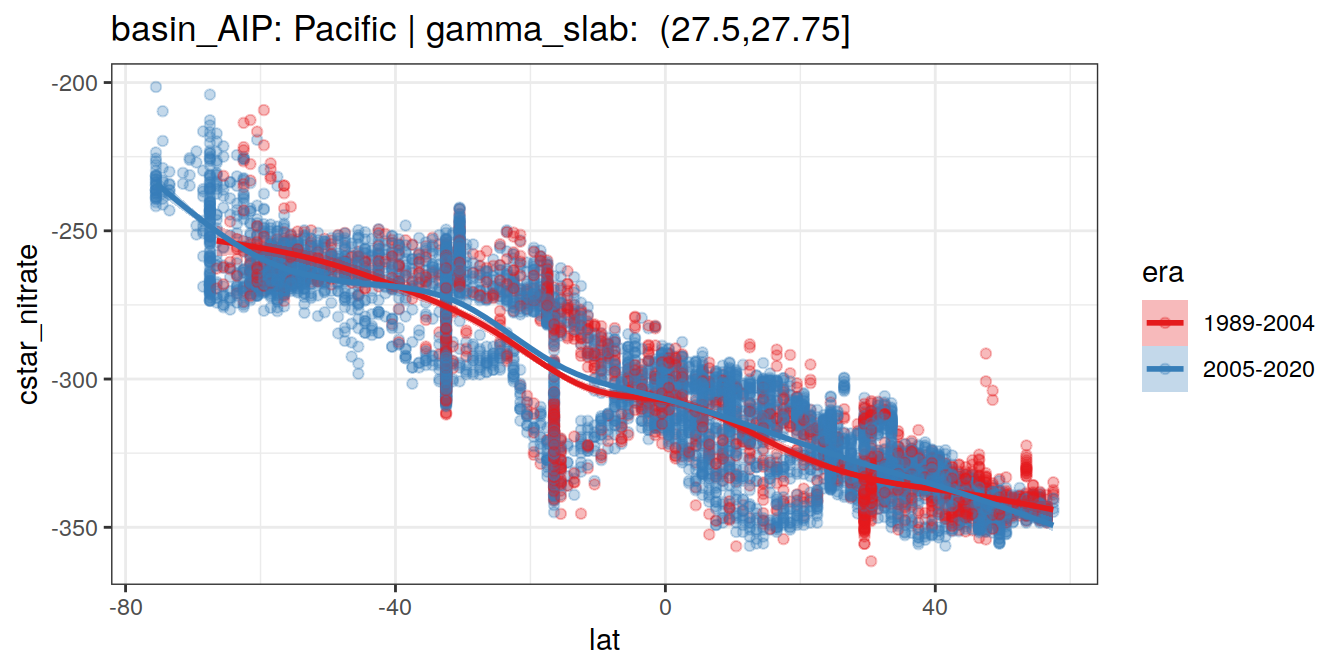 basin_AIP: Pacific | gamma_slab:  (27.5,27.75]
-200
-250
-300
-350
cstar_nitrate
-80
-40
0
40
lat
era
1989-2004
2005-2020